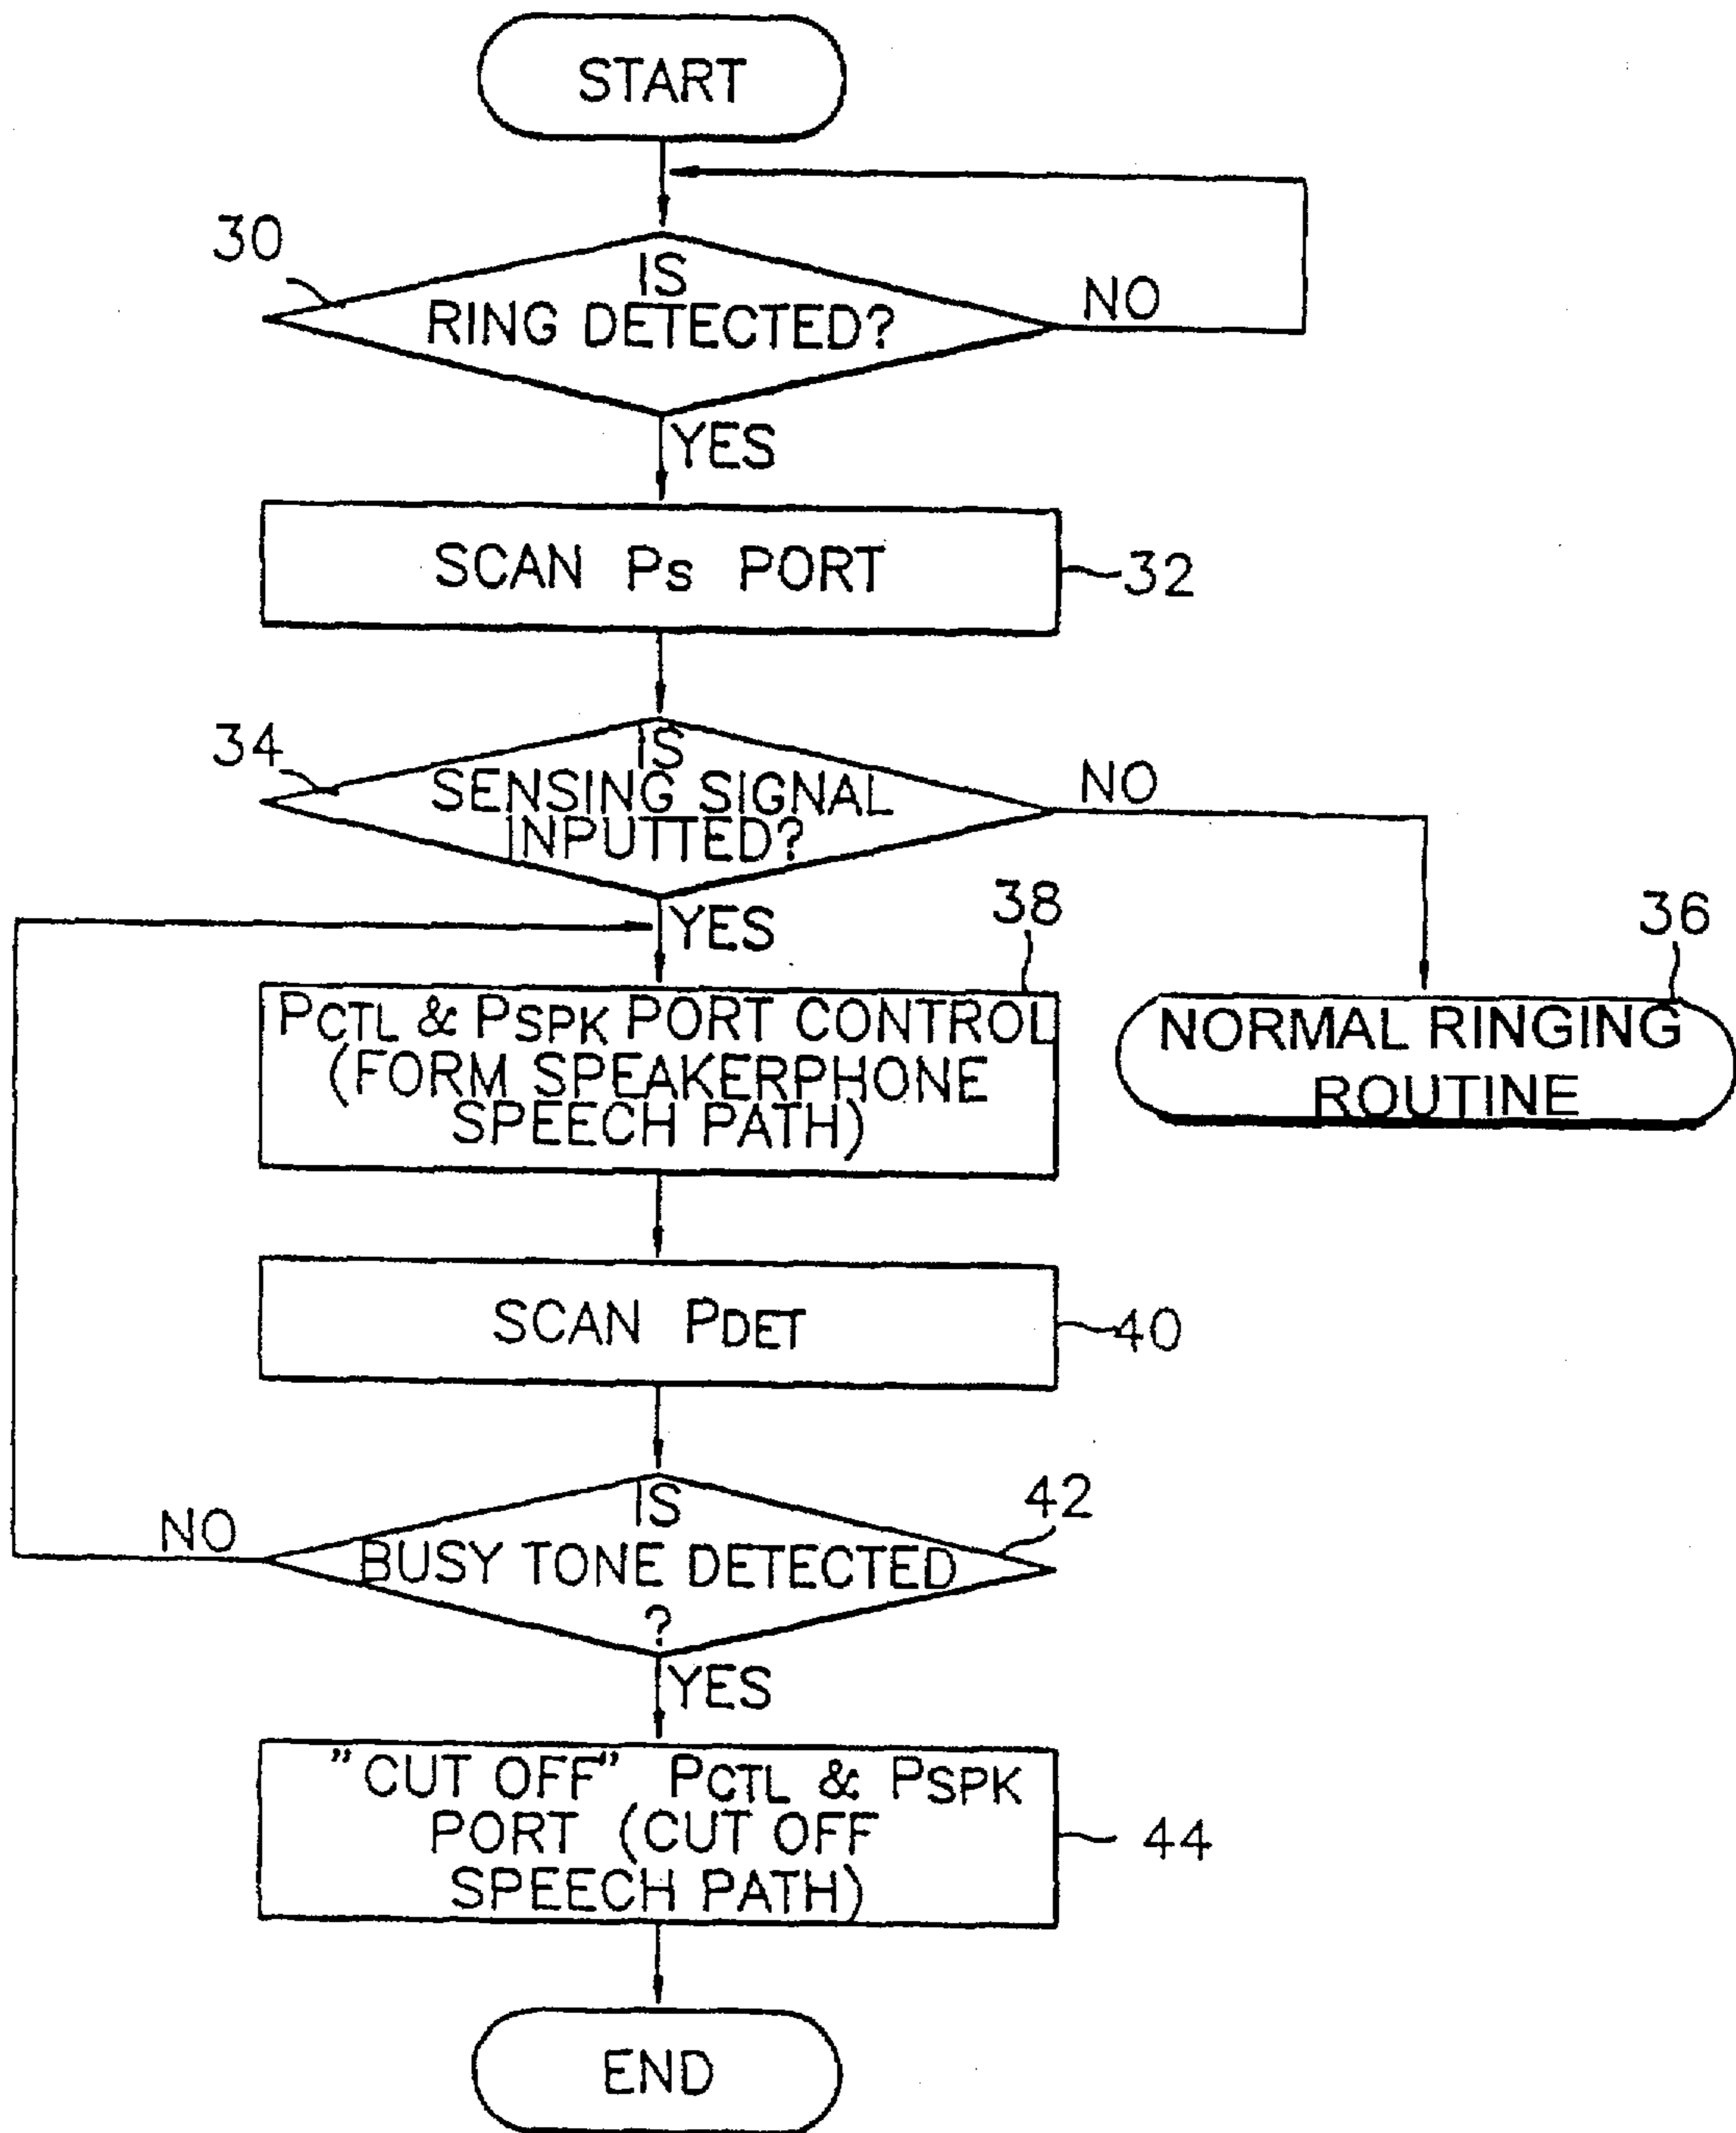 START
30
IS
RING DETECTED?
NO
YES
SCAN Ps PORT
32
34
IS
SENSING SIGNAL
INPUTTED?
NO
YES
38
36
PCTL & PSPK PORT CONTROL
(FORM SPEAKERPHONE
SPEECH PATH)
NORMAL RINGING
ROUTINE
SCAN PDET
40
42
IS
BUSY TONE DETECTED
?
NO
YES
"CUT OFF" PCTL & PSPK
PORT (CUT OFF
SPEECH PATH)
44
END